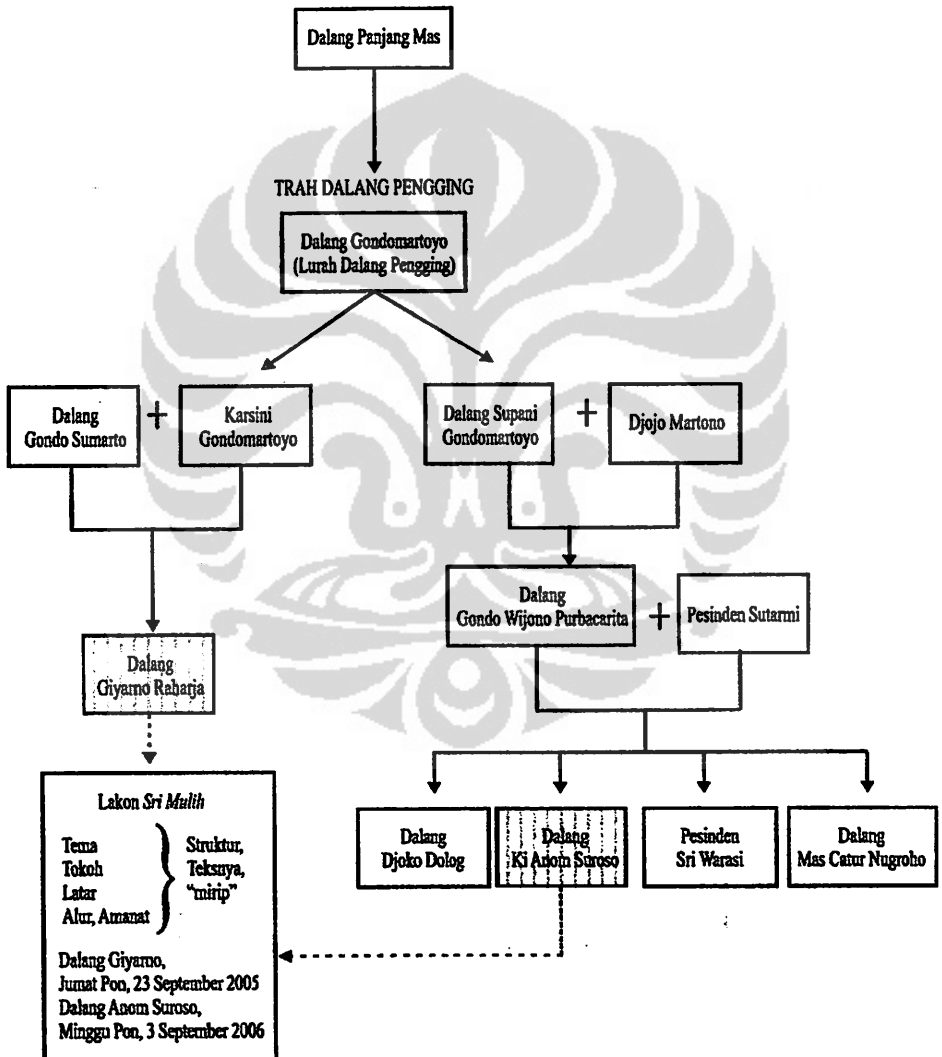 Dalang Panjang Mas
TRAH DALANG PENGGING
Dalang Gondomartoyo
(Lurah Dalang Pengging)
Dalang
Gondo Sumarto
+
Karsini
Gondomartoyo
Dalang Supani
Gondomartoyo
+
Djojo Martono
Dalang
Gondo Wijono Purbacarita
+
Pesinden Sutarmi
Dalang
Giyarno Raharja
Dalang
Djoko Dolog
Dalang
Ki Anom Suroso
Pesinden
Sri Warasi
Dalang
Mas Catur Nugroho
Lakon Sri Mulih
Tema
Tokoh
Latar
Alur, Amanat
Struktur,
Teksnya,
"mirip"
Dalang Giyarno,
Jumat Pon, 23 September 2005
Dalang Anom Suroso,
Minggu Pon, 3 September 2006